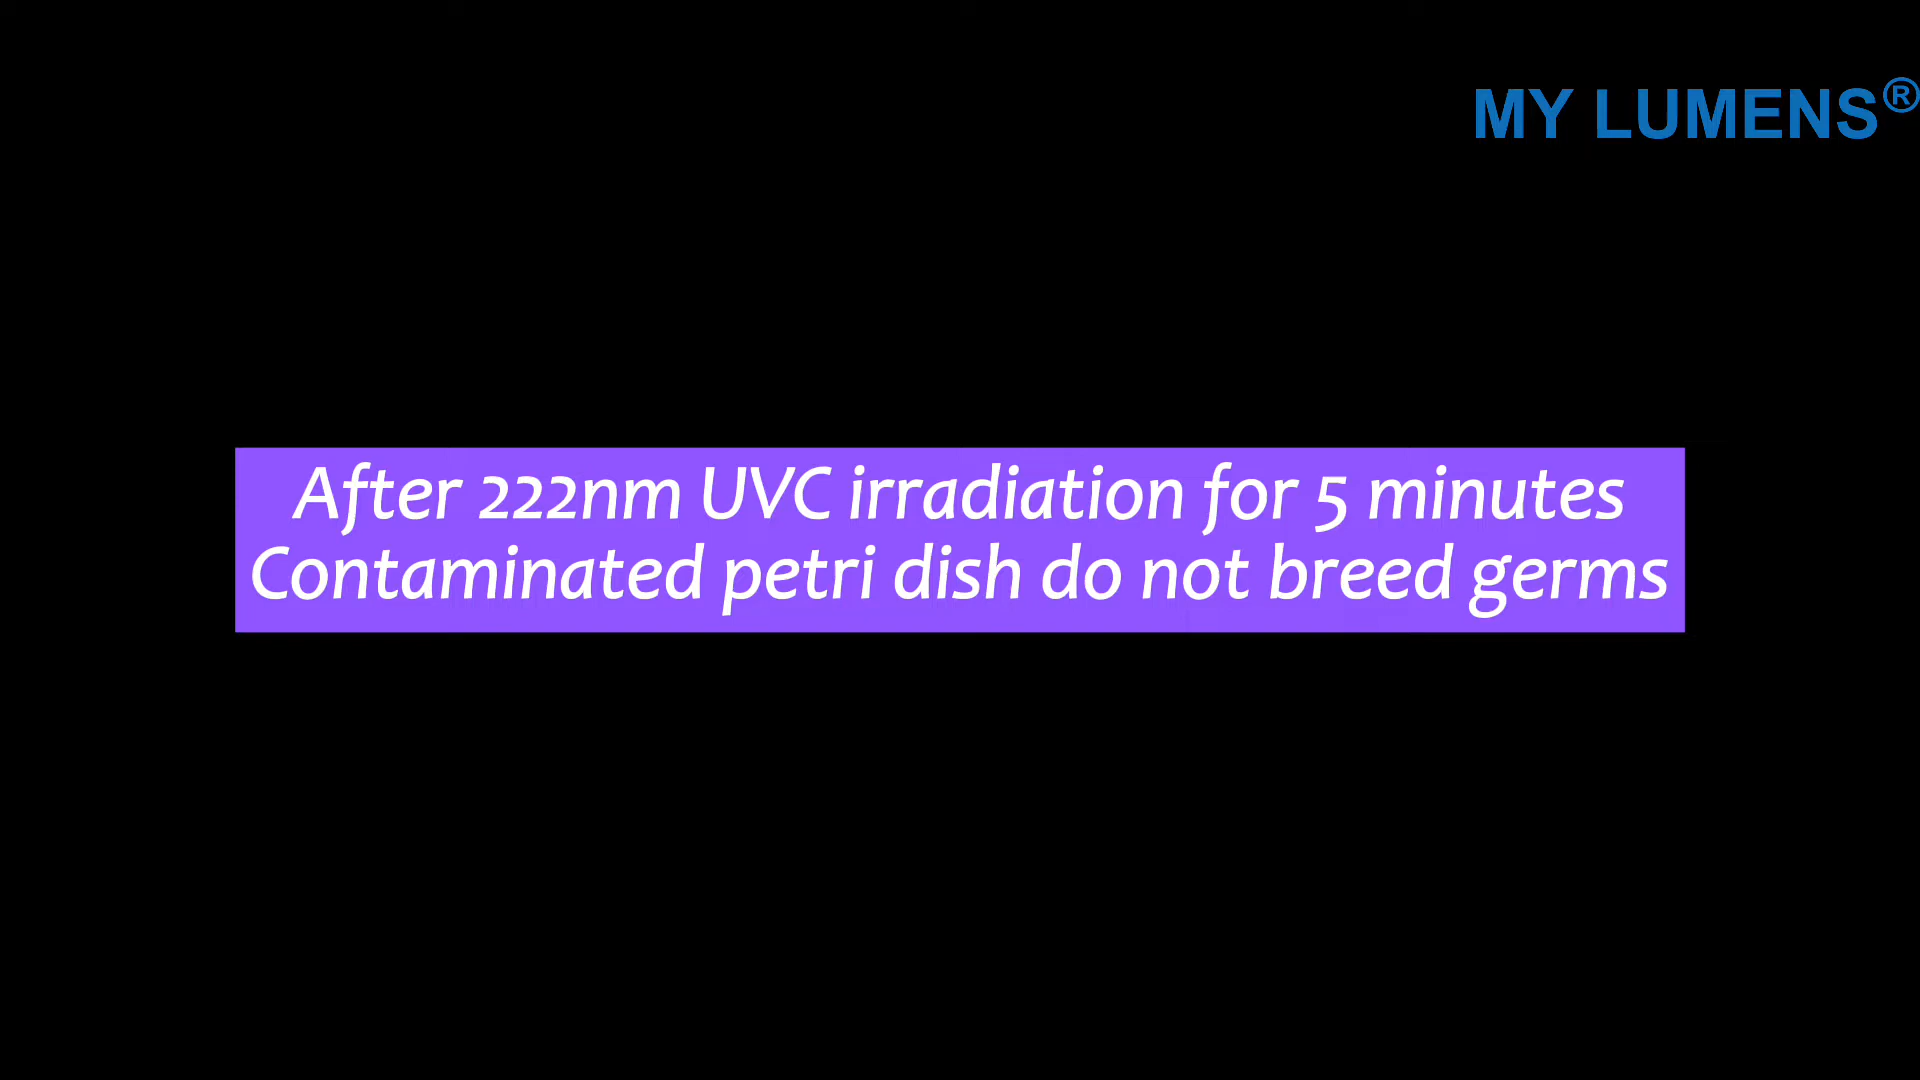 MY LUMENS®
After 222nm UVC irradiation for 5 minutes
Contaminated petri dish do not breed germs